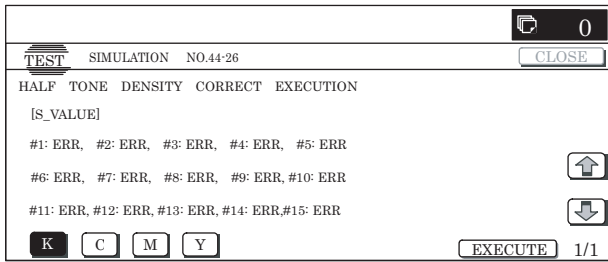 0
TEST SIMULATION NO.44-26 CLOSE
HALF TONE DENSITY CORRECT EXECUTION
[S_VALUE]
#1: ERR, #2: ERR, #3: ERR, #4: ERR, #5: ERR
#6: ERR, #7: ERR, #8: ERR, #9: ERR, #10: ERR
#11: ERR, #12: ERR, #13: ERR, #14: ERR,#15: ERR
K C M Y EXECUTE 1/1